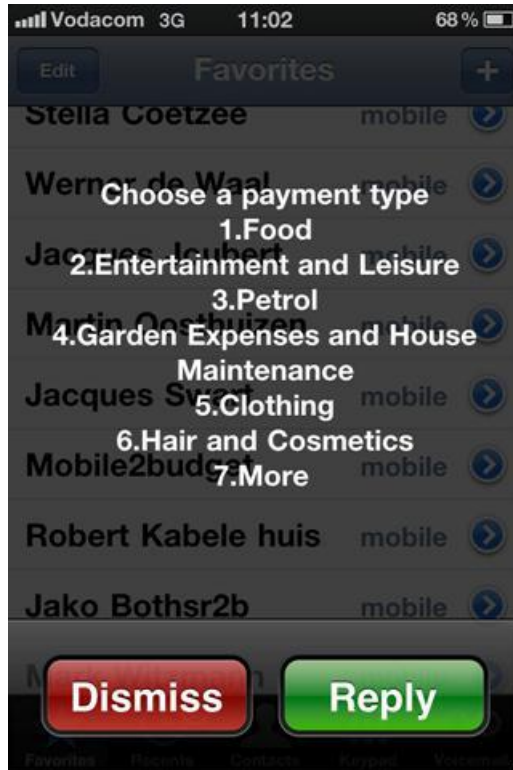 Vodacom 3G 11:02 68%
Edit Favorites +
Stella Coetzee mobile
Werner de Waal mobile
Choose a payment type
1.Food
Jacques Joubert mobile
2.Entertainment and Leisure
3.Petrol
Martin Oosthuizen mobile
4.Garden Expenses and House
Maintenance
Jacques Swart mobile
5.Clothing
6.Hair and Cosmetics
Mobile2budget mobile
7.More
Robert Kabele huis mobile
Jako Bothsr2b mobile
Dismiss Reply
Favorites Recents Contacts Keypad Voicemail